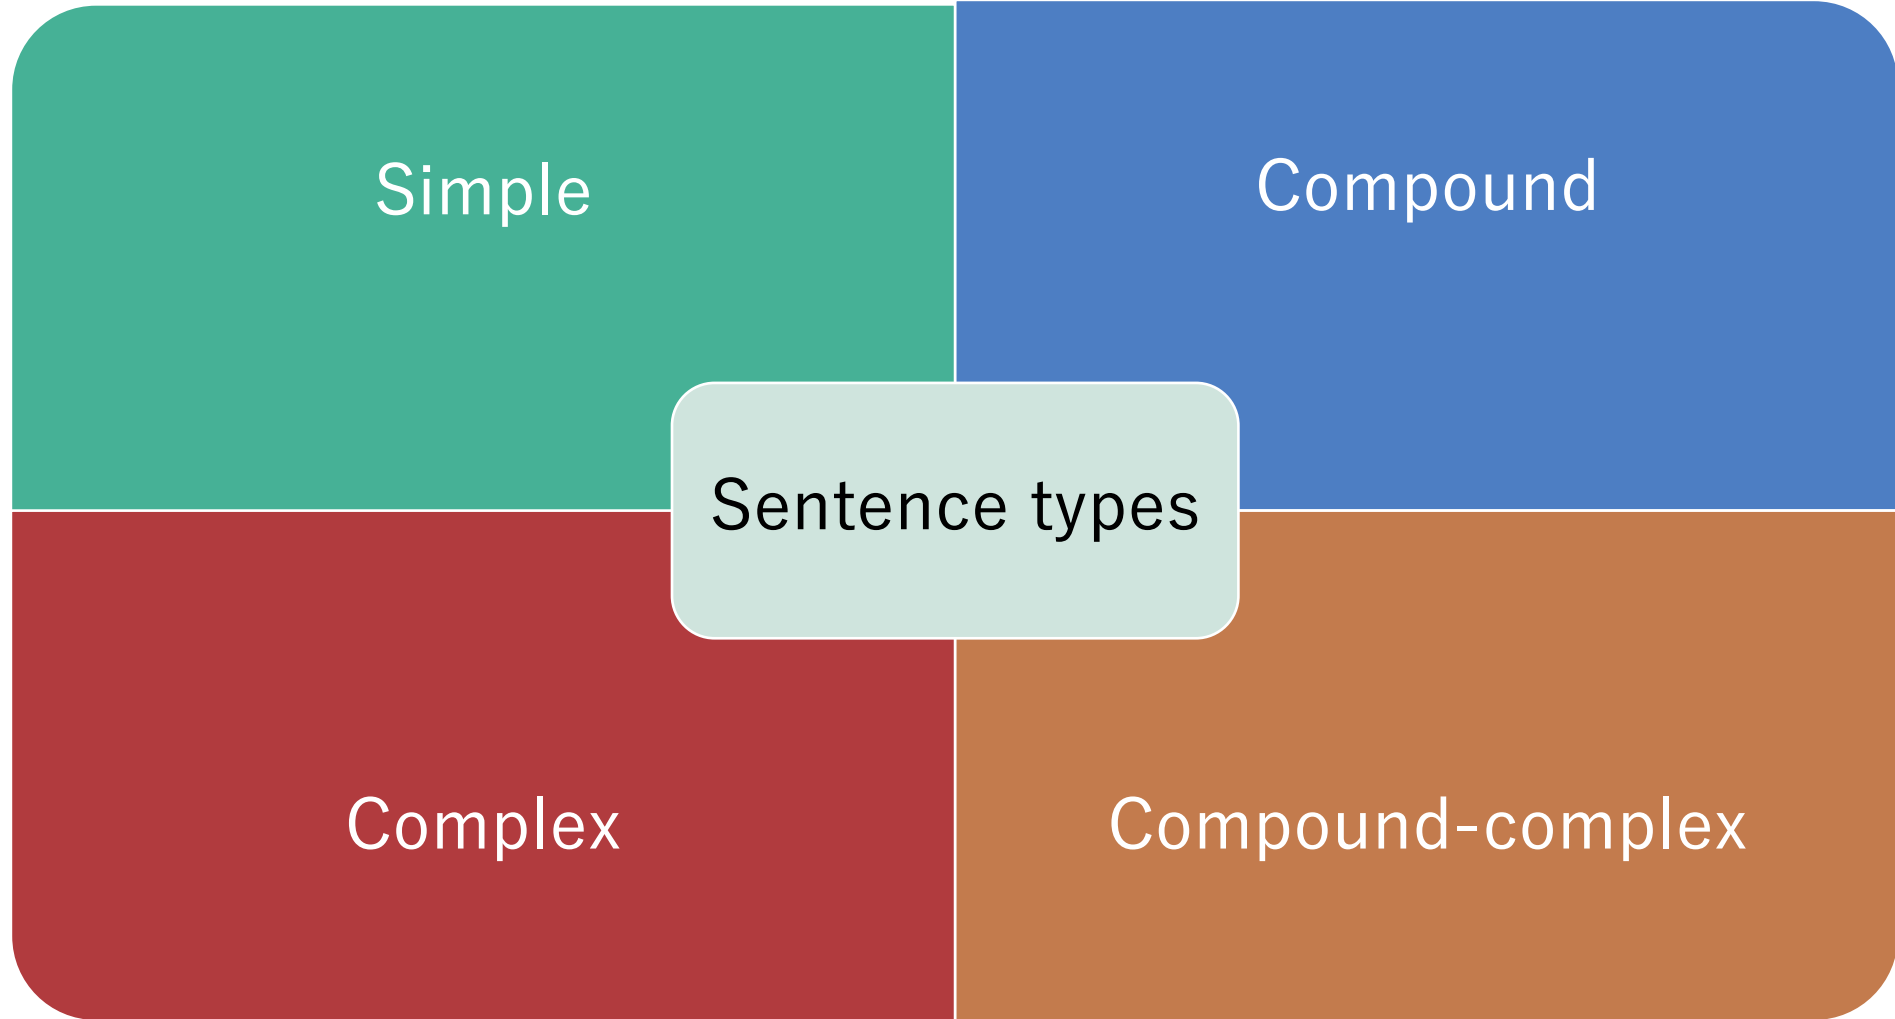 Simple
Compound
Sentence types
Complex
Compound-complex